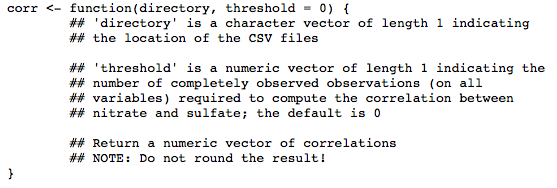 corr <- function(directory, threshold = 0) {
## 'directory' is a character vector of length 1 indicating
## the location of the CSV files
## 'threshold' is a numeric vector of length 1 indicating the
## number of completely observed observations (on all
## variables) required to compute the correlation between
## nitrate and sulfate; the default is 0
## Return a numeric vector of correlations
## NOTE: Do not round the result!
}